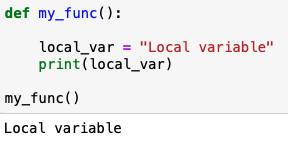 def my_func():
    local_var = "Local variable"
    print(local_var)
my_func()
Local variable